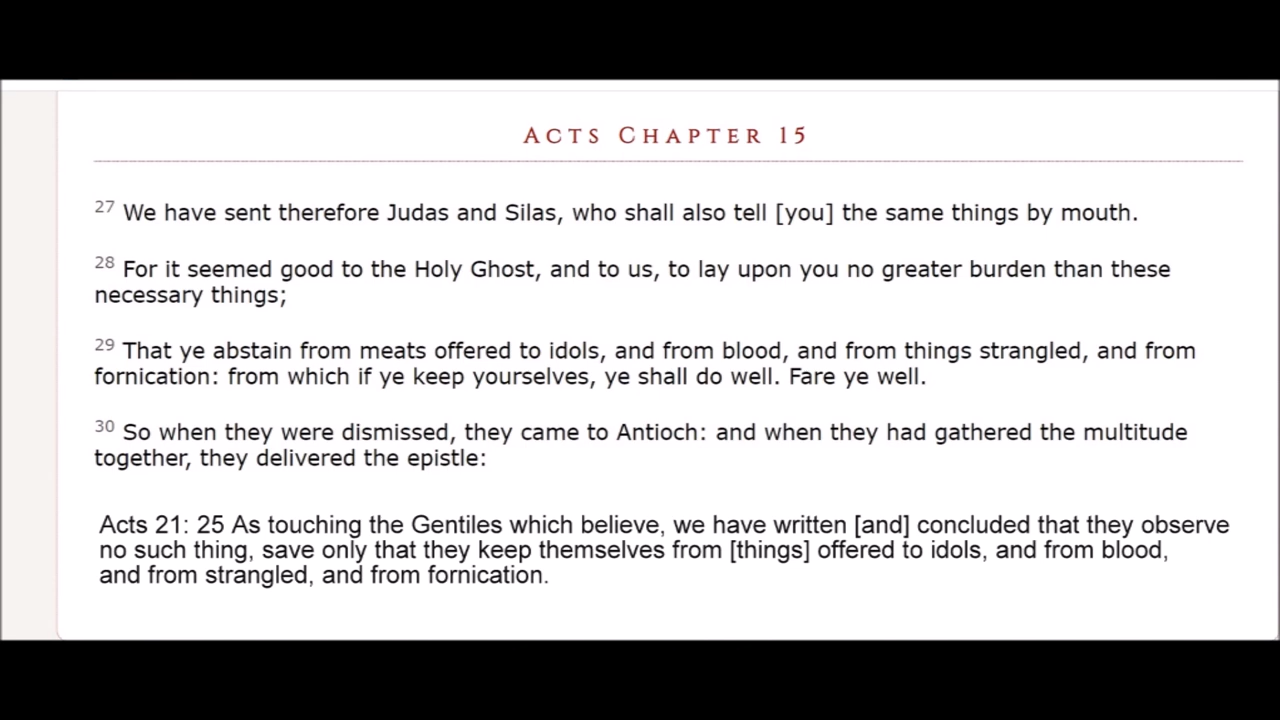 Acts Chapter 15
27 We have sent therefore Judas and Silas, who shall also tell [you] the same things by mouth.
28 For it seemed good to the Holy Ghost, and to us, to lay upon you no greater burden than these
necessary things;
29 That ye abstain from meats offered to idols, and from blood, and from things strangled, and from
fornication: from which if ye keep yourselves, ye shall do well. Fare ye well.
30 So when they were dismissed, they came to Antioch: and when they had gathered the multitude
together, they delivered the epistle:
Acts 21: 25 As touching the Gentiles which believe, we have written [and] concluded that they observe
no such thing, save only that they keep themselves from [things] offered to idols, and from blood,
and from strangled, and from fornication.